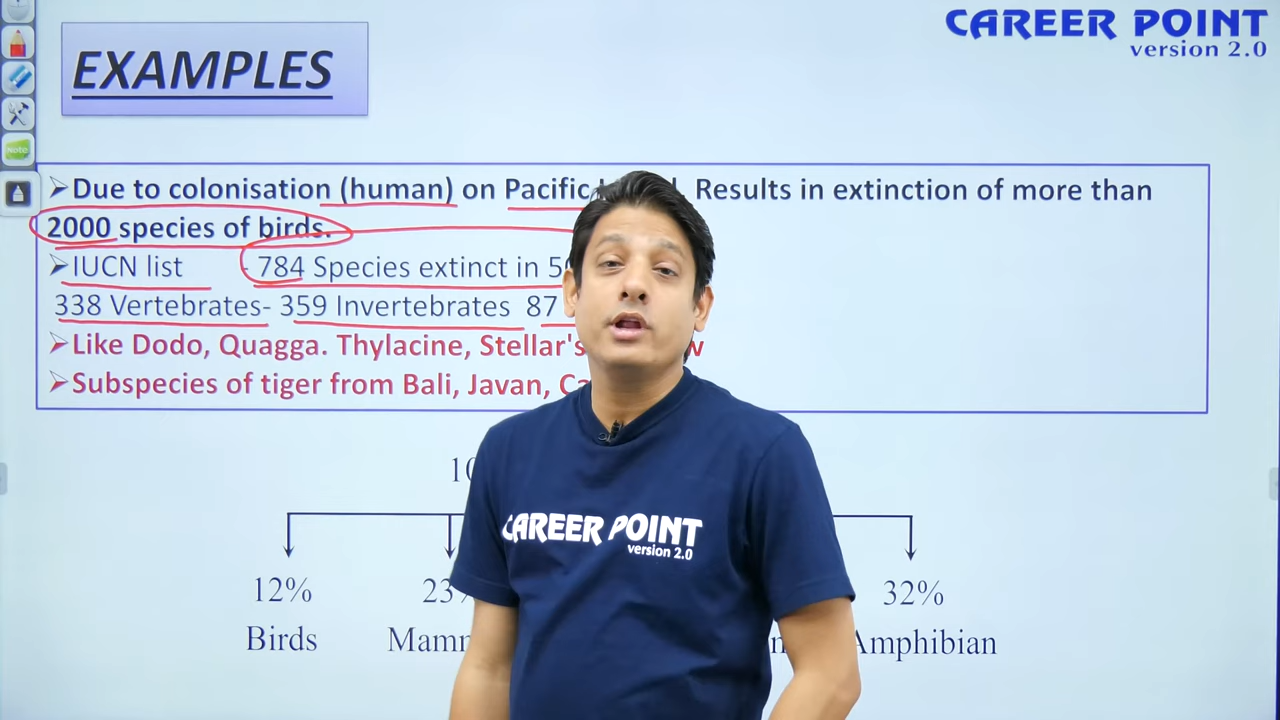 CAREER POINT
version 2.0
EXAMPLES
➢Due to colonisation (human) on Pacific Results in extinction of more than
2000 species of birds.
➢IUCN list - 784 Species extinct in
338 Vertebrates- 359 Invertebrates 87
➢Like Dodo, Quagga. Thylacine, Stellar's
➢Subspecies of tiger from Bali, Javan,
12% 32%
Birds Amphibian
CAREER POINT
version 2.0
Note